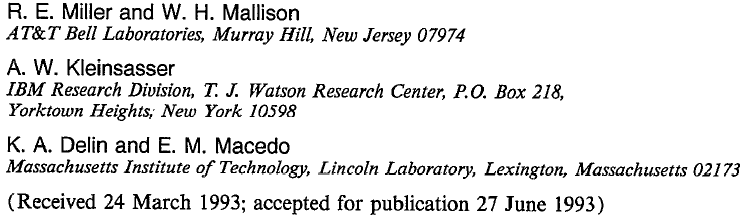 R. E. Miller and W. H. Mallison
AT&T Bell Laboratories, Murray Hill, New Jersey 07974
A. W. Kleinsasser
IBM Research Division, T. J. Watson Research Center, P.O. Box 218,
Yorktown Heights, New York 10598
K. A. Delin and E. M. Macedo
Massachusetts Institute of Technology, Lincoln Laboratory, Lexington, Massachusetts 02173
(Received 24 March 1993; accepted for publication 27 June 1993)